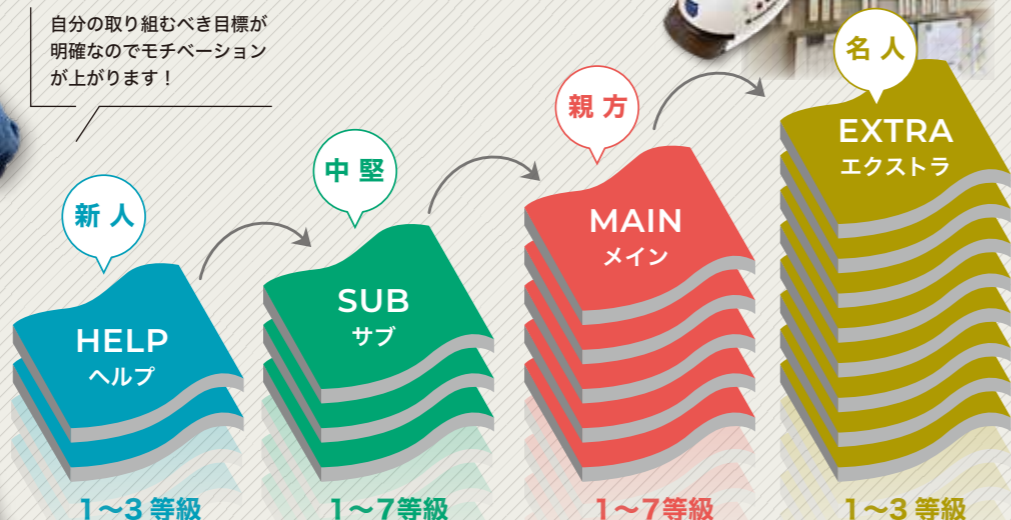 自分の取り組むべき目標が
明確なのでモチベーション
が上がります！
新人
HELP
ヘルプ
1〜3等級
中堅
SUB
サブ
1〜7等級
親方
MAIN
メイン
1〜7等級
名人
EXTRA
エクストラ
1〜3等級